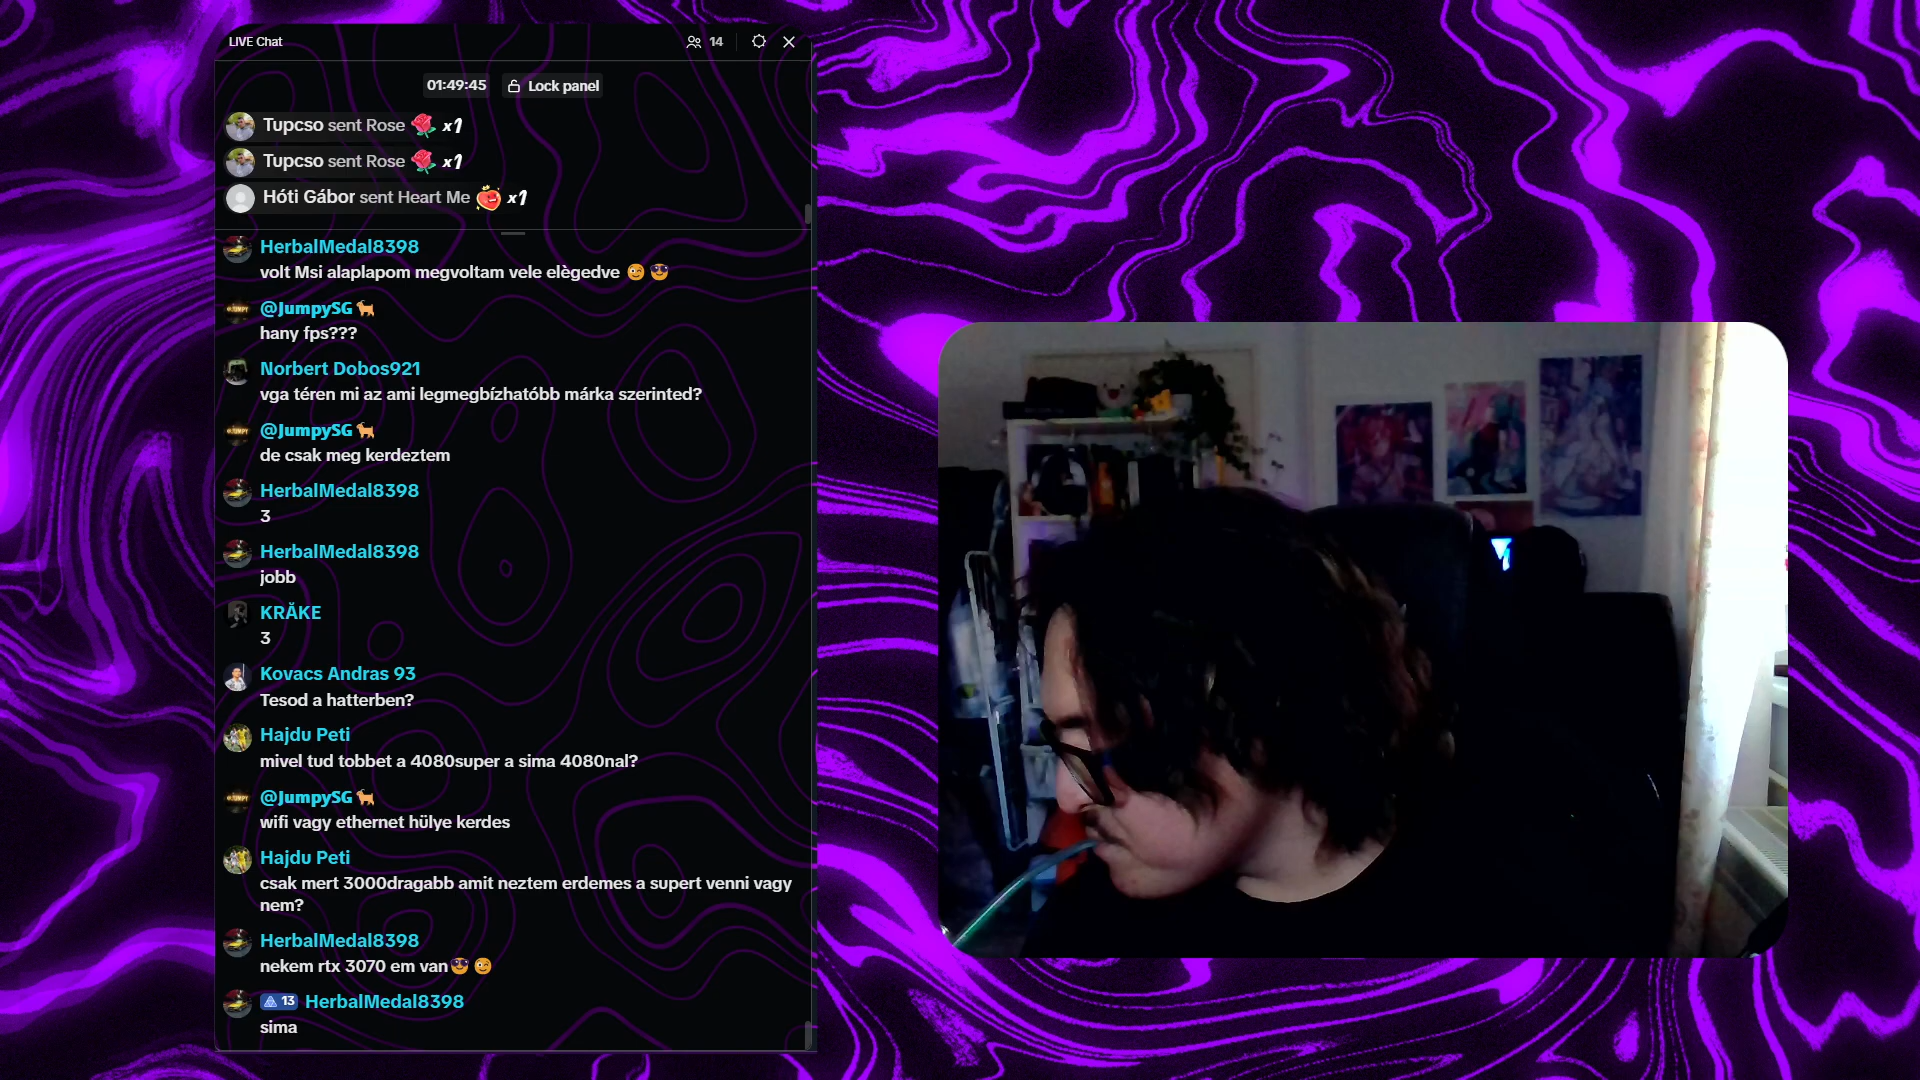 LIVE Chat
14
01:49:45
Lock panel
Tupcso sent Rose x1
Tupcso sent Rose x1
Hóti Gábor sent Heart Me x1
HerbalMedal8398
volt Msi alaplapom megvoltam vele elègedve 😉 😎
@JumpySG🐕
hany fps???
Norbert Dobos921
vga téren mi az ami legmegbízhatóbb márka szerinted?
@JumpySG🐕
de csak meg kerdeztem
HerbalMedal8398
3
HerbalMedal8398
jobb
KRĂKE
3
Kovacs Andras 93
Tesod a hatterben?
Hajdu Peti
mivel tud tobbet a 4080super a sima 4080nal?
@JumpySG🐕
wifi vagy ethernet hülye kerdes
Hajdu Peti
csak mert 3000dragabb amit neztem erdemes a supert venni vagy
nem?
HerbalMedal8398
nekem rtx 3070 em van😎 😉
13 HerbalMedal8398
sima